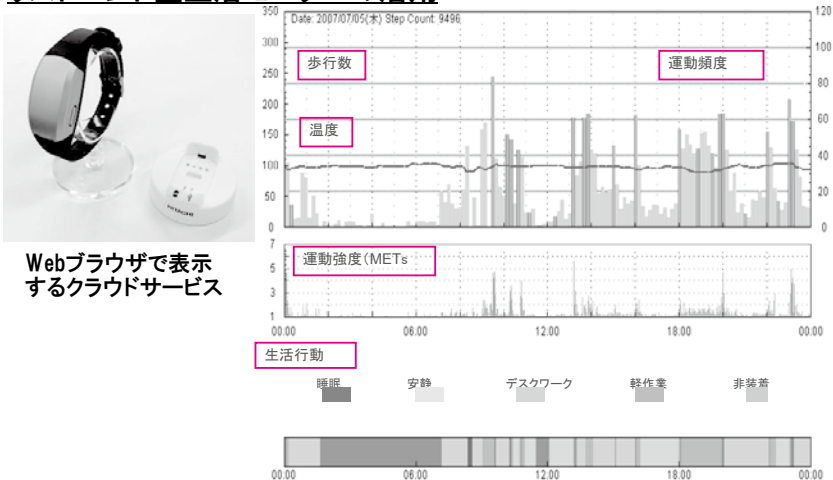 350
Date: 2007/07/05(木) Step Count: 9496
120
300
歩行数
運動頻度
100
250
80
200
温度
60
150
100
40
50
20
0
0
HITACHI
Webブラウザで表示
するクラウドサービス
7
運動強度(METs
5
3
1
00:00
06:00
12:00
18:00
00:00
生活行動
睡眠
安静
デスクワーク
軽作業
非装着
00:00
06:00
12:00
18:00
00:00